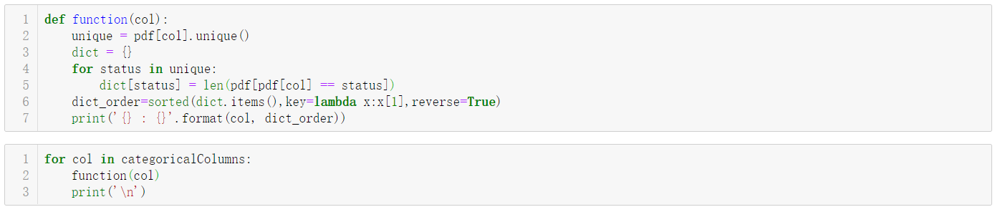 1 def function(col):
2     unique = pdf[col].unique()
3     dict = {}
4     for status in unique:
5         dict[status] = len(pdf[pdf[col] == status])
6     dict_order=sorted(dict.items(),key=lambda x:x[1],reverse=True)
7     print('{} : {}'.format(col, dict_order))
1 for col in categoricalColumns:
2     function(col)
3     print('\n')